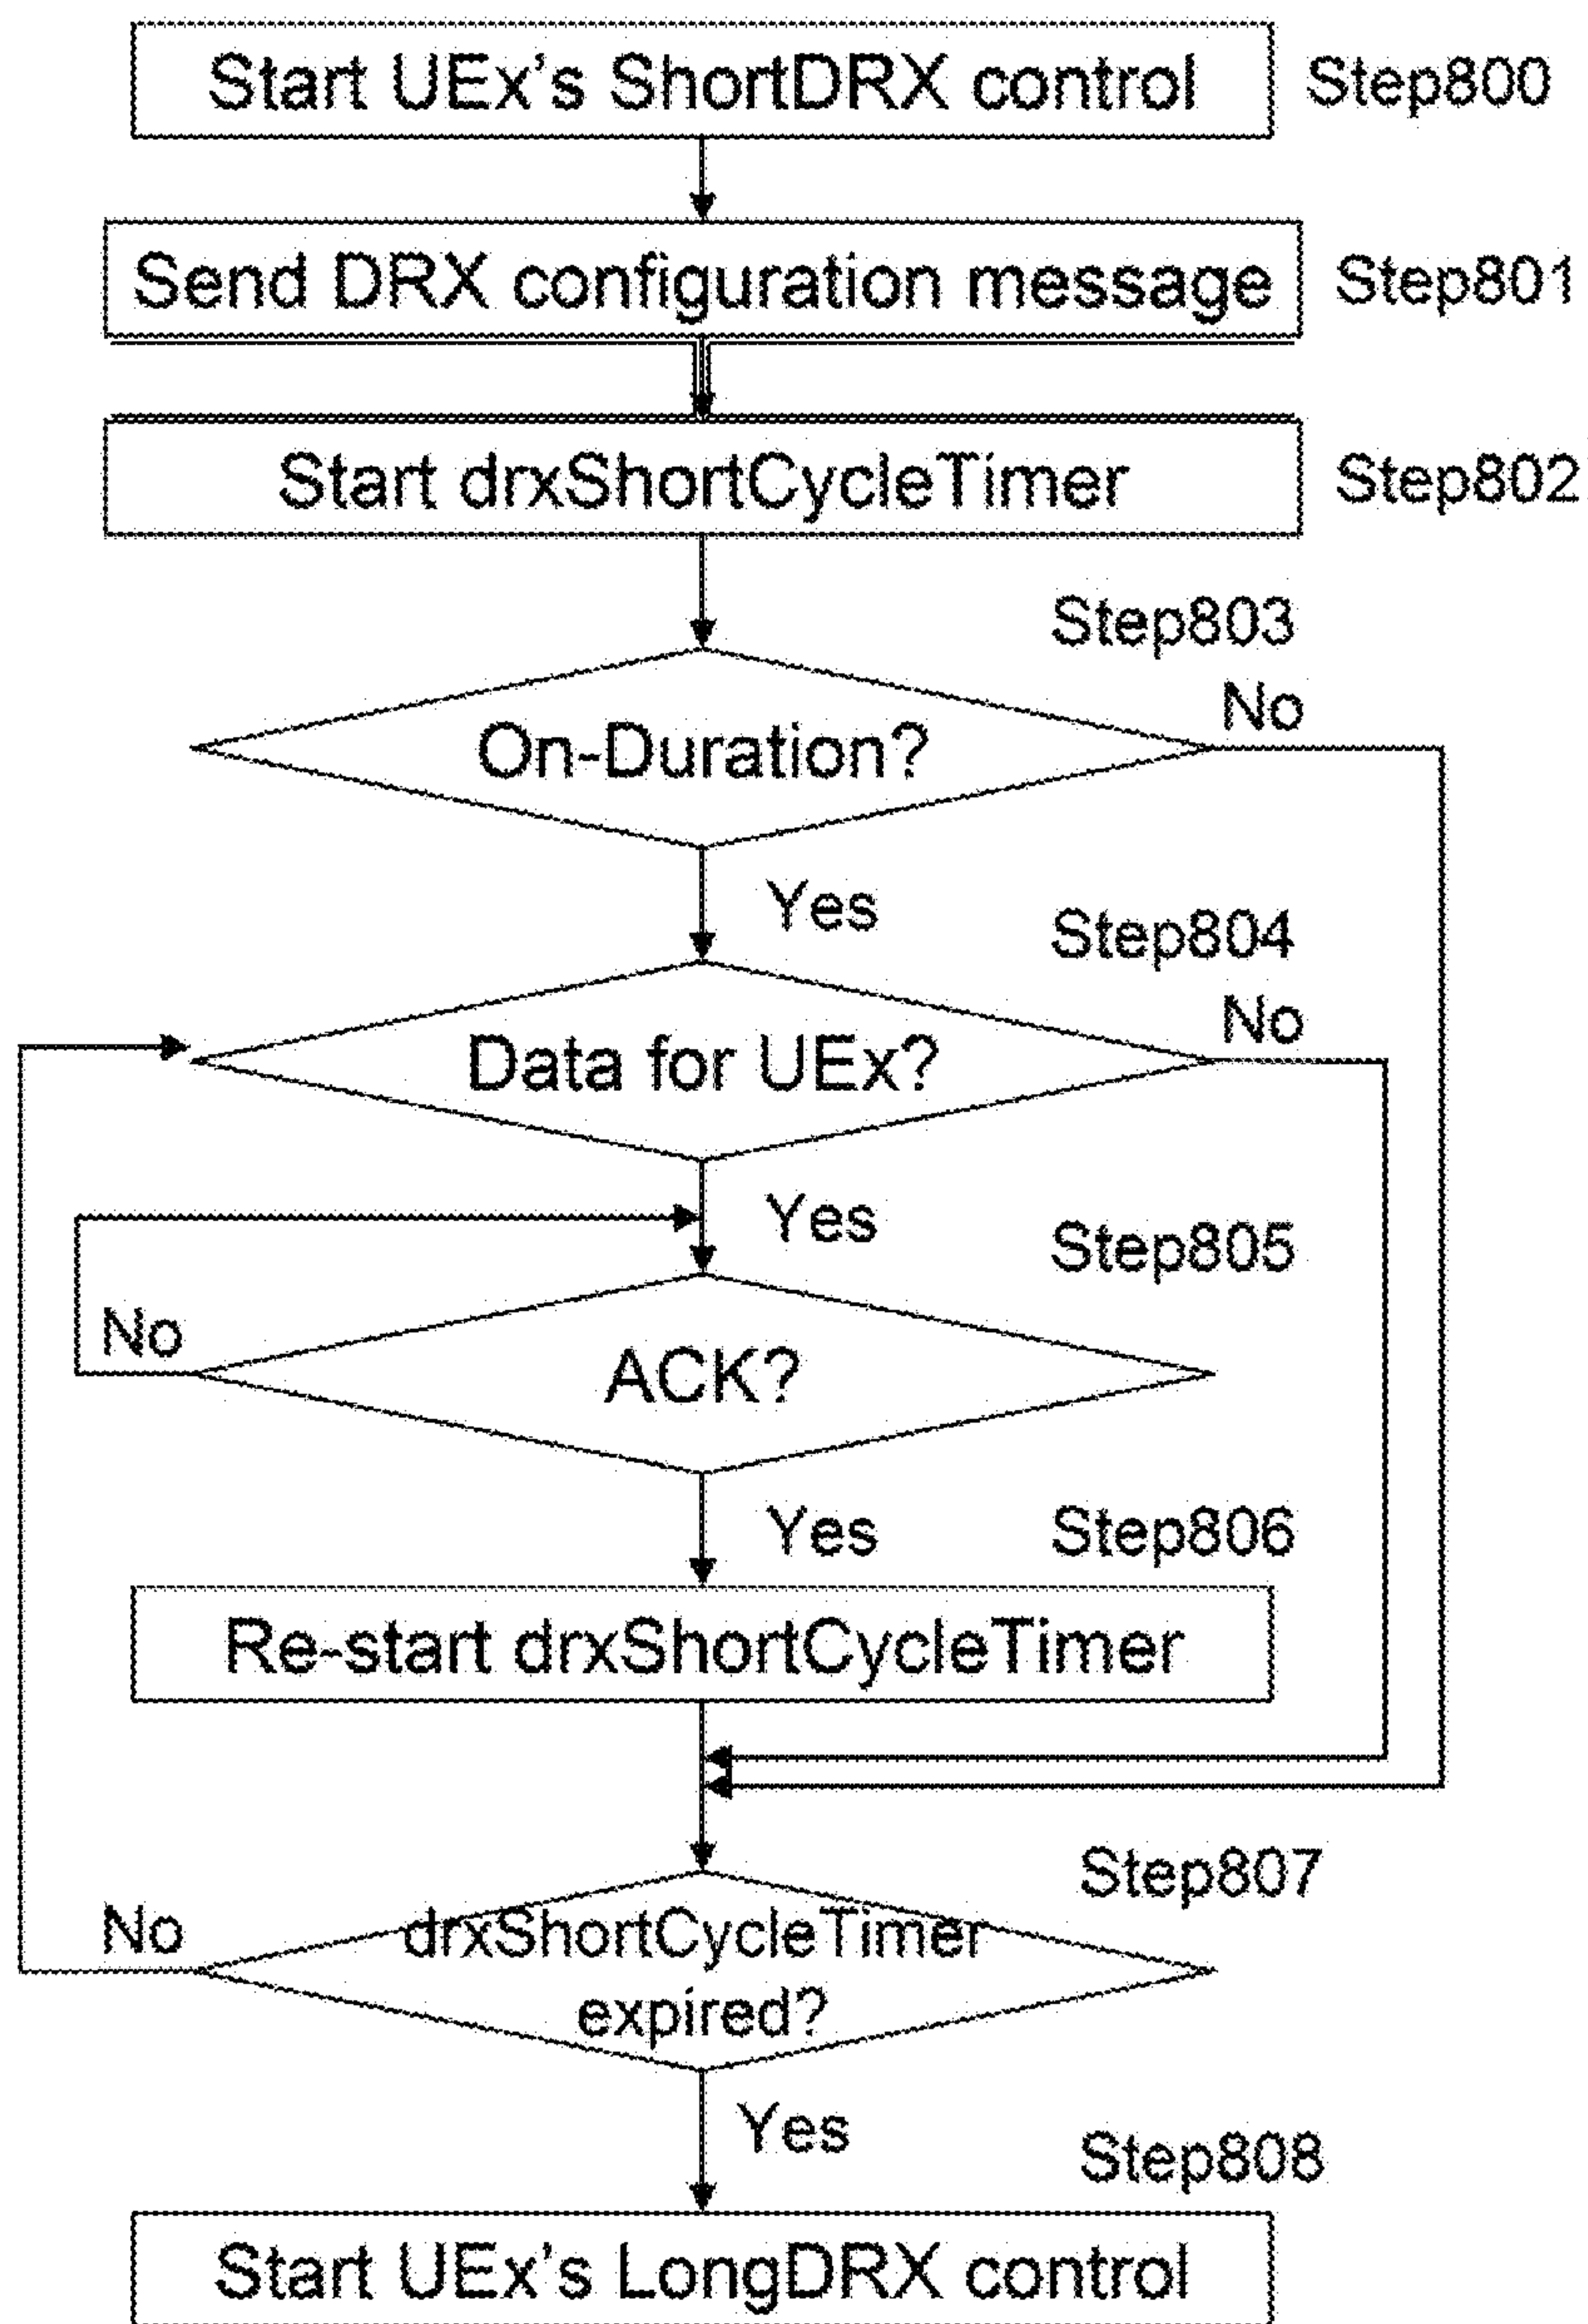 Start UEx's ShortDRX control Step800
Send DRX configuration message Step801
Start drxShortCycleTimer Step802
Step803
No
On-Duration?
Yes
Step804
No
Data for UEx?
Yes
Step805
No
ACK?
Yes
Step806
Re-start drxShortCycleTimer
Step807
No
drxShortCycleTimer
expired?
Yes
Step808
Start UEx's LongDRX control